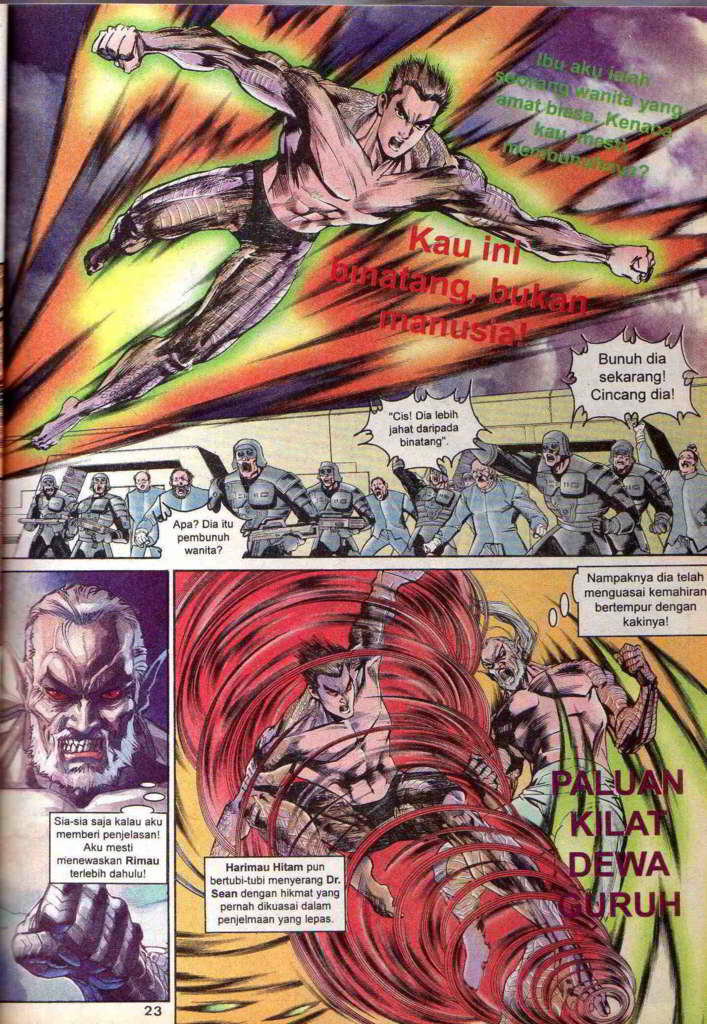 Ibu aku ialah
seorang wanita yang
amat biasa. Kenapa
kau mesti
membunuhnya?
Kau ini
binatang, bukan
manusia!
Bunuh dia
sekarang!
Cincang dia!
"Cis! Dia lebih
jahat daripada
binatang".
Apa? Dia itu
pembunuh
wanita?
Sia-sia saja kalau aku
memberi penjelasan!
Aku mesti
menewaskan Rimau
terlebih dahulu!
Nampaknya dia telah
menguasai kemahiran
bertempur dengan
kakinya!
PALUAN
KILAT
DEWA
GURUH
Harimau Hitam pun
bertubi-tubi menyerang Dr.
Sean dengan hikmat yang
pernah dikuasai dalam
penjelmaan yang lepas.
23